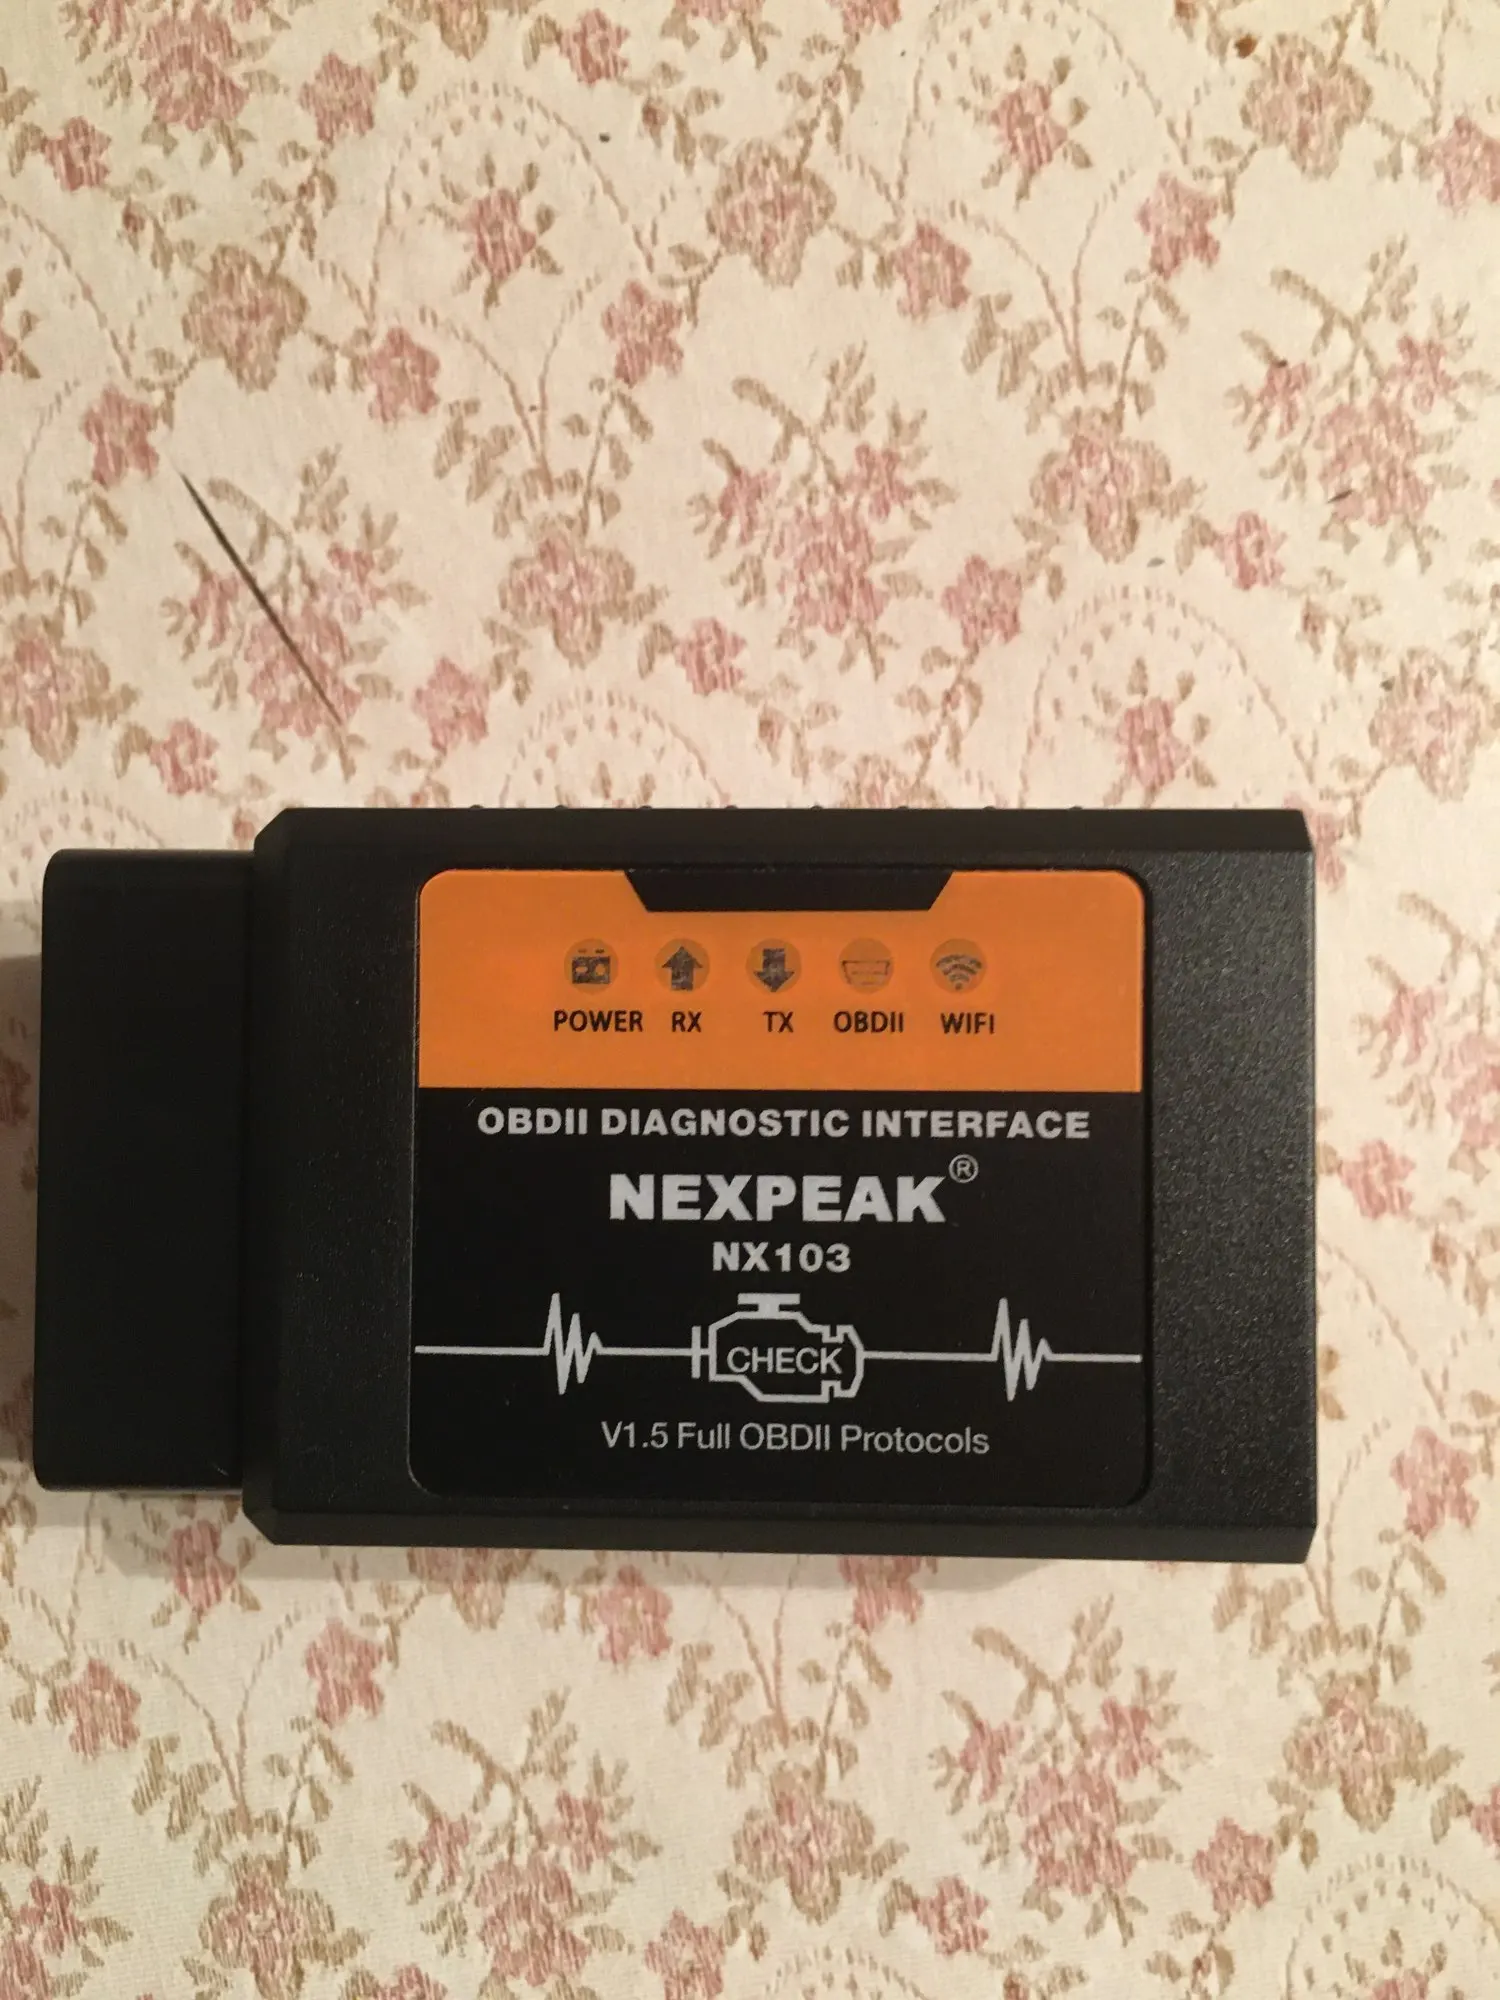 POWER RX TX OBDII WIFI
OBDII DIAGNOSTIC INTERFACE
NEXPEAK®
NX103
CHECK
V1.5 Full OBDII Protocols